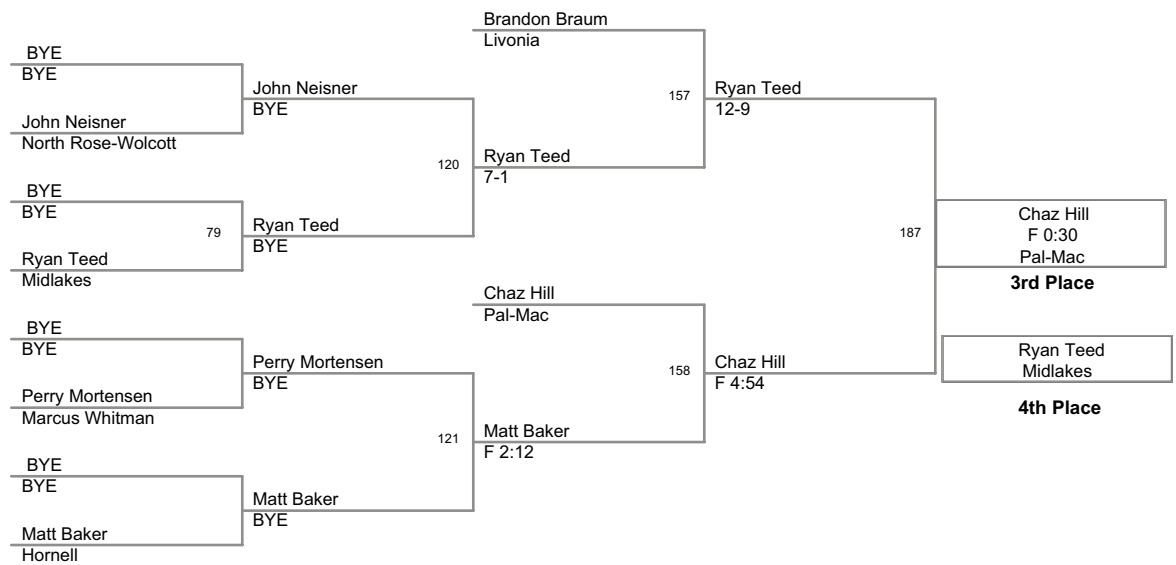 Brandon Braum
Livonia
BYE
BYE
John Neisner
BYE
157
Ryan Teed
12-9
John Neisner
North Rose-Wolcott
120
Ryan Teed
7-1
BYE
BYE
79
Ryan Teed
BYE
187
Chaz Hill
F 0:30
Pal-Mac
3rd Place
Ryan Teed
Midlakes
Chaz Hill
Pal-Mac
BYE
BYE
Perry Mortensen
BYE
158
Chaz Hill
F 4:54
Ryan Teed
Midlakes
4th Place
Perry Mortensen
Marcus Whitman
121
Matt Baker
F 2:12
BYE
BYE
Matt Baker
BYE
Matt Baker
Hornell